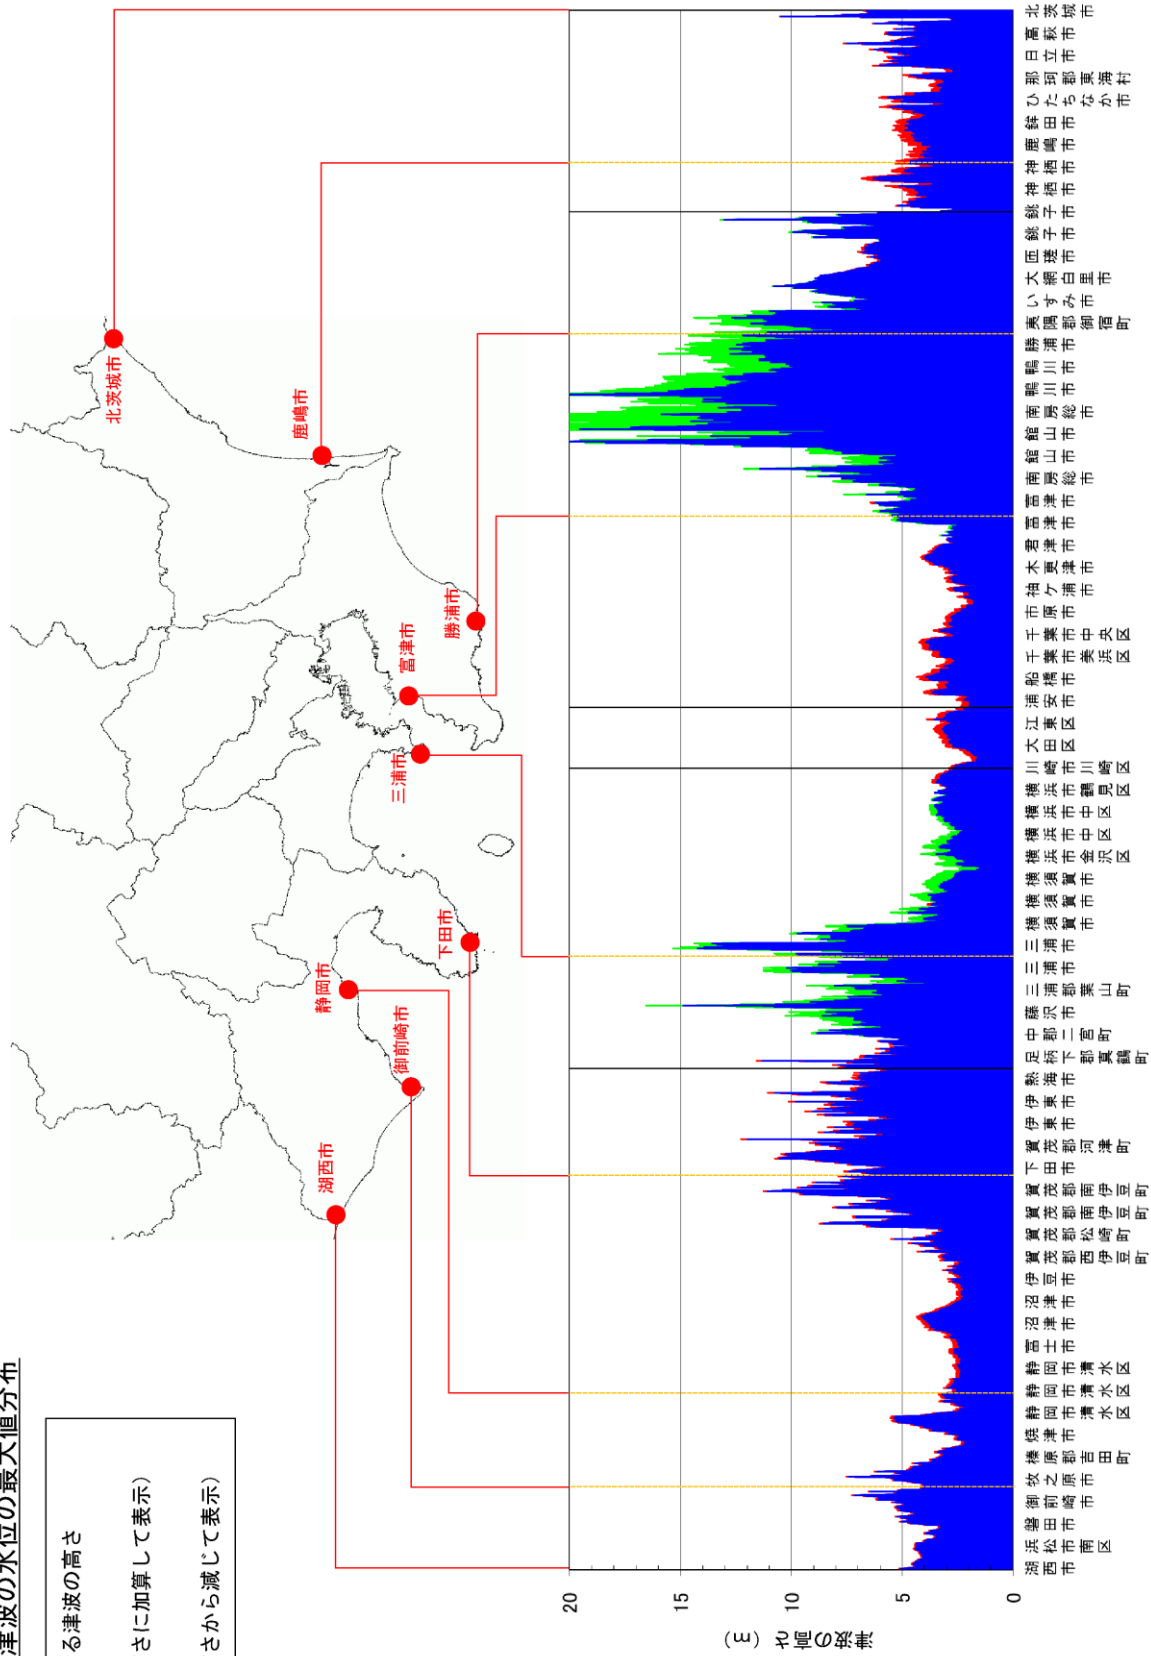 津波の水位の最大値分布
る津波の高さ
さに加算して表示)
さから減じて表示)
北茨城市
鹿嶋市
勝浦市
富津市
三浦市
下田市
静岡市
御前崎市
湖西市
津波の高さ (m)
20
15
10
5
0
湖西市
浜松市南区
磐田市
御前崎市
牧之原市
榛原郡吉田町
焼津市
静岡市清水区
静岡市清水区
静岡市清水区
富士市
沼津市
沼津市
伊豆市
賀茂郡西伊豆町
賀茂郡松崎町
賀茂郡南伊豆町
賀茂郡南伊豆町
下田市
賀茂郡河津町
伊東市
伊東市
熱海市
足柄下郡真鶴町
中郡二宮町
藤沢市
三浦郡葉山町
三浦市
三浦市
横須賀市
横須賀市
横須賀市
横浜市金沢区
横浜市中区
横浜市中区
横浜市鶴見区
川崎市川崎区
大田区
江東区
浦安市
船橋市
千葉市美浜区
千葉市中央区
市原市
袖ケ浦市
木更津市
君津市
富津市
富津市
南房総市
館山市
館山市
南房総市
鴨川市
鴨川市
勝浦市
夷隅郡御宿町
いすみ市
大網白里市
匝瑳市
銚子市
銚子市
神栖市
神栖市
鹿嶋市
鉾田市
ひたちなか市
那珂郡東海村
日立市
高萩市
北茨城市